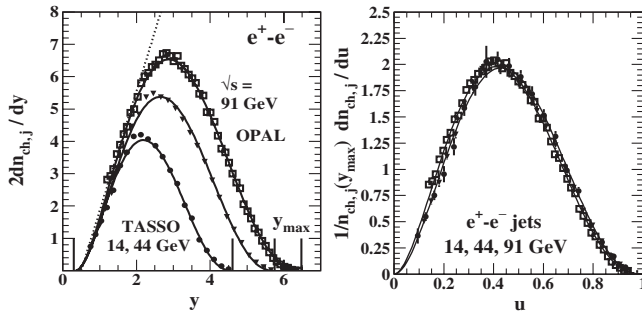 2dn_ch,j / dy
8
7
6
5
4
3
2
1
0
0 2 4 6
y
e⁺-e⁻
√s =
91 GeV
OPAL
TASSO
14, 44 GeV
y_max
1/n_ch,j(y_max) dn_ch,j / du
2.5
2.25
2
1.75
1.5
1.25
1
0.75
0.5
0.25
0
0 0.2 0.4 0.6 0.8 1
u
e⁺-e⁻ jets
14, 44, 91 GeV